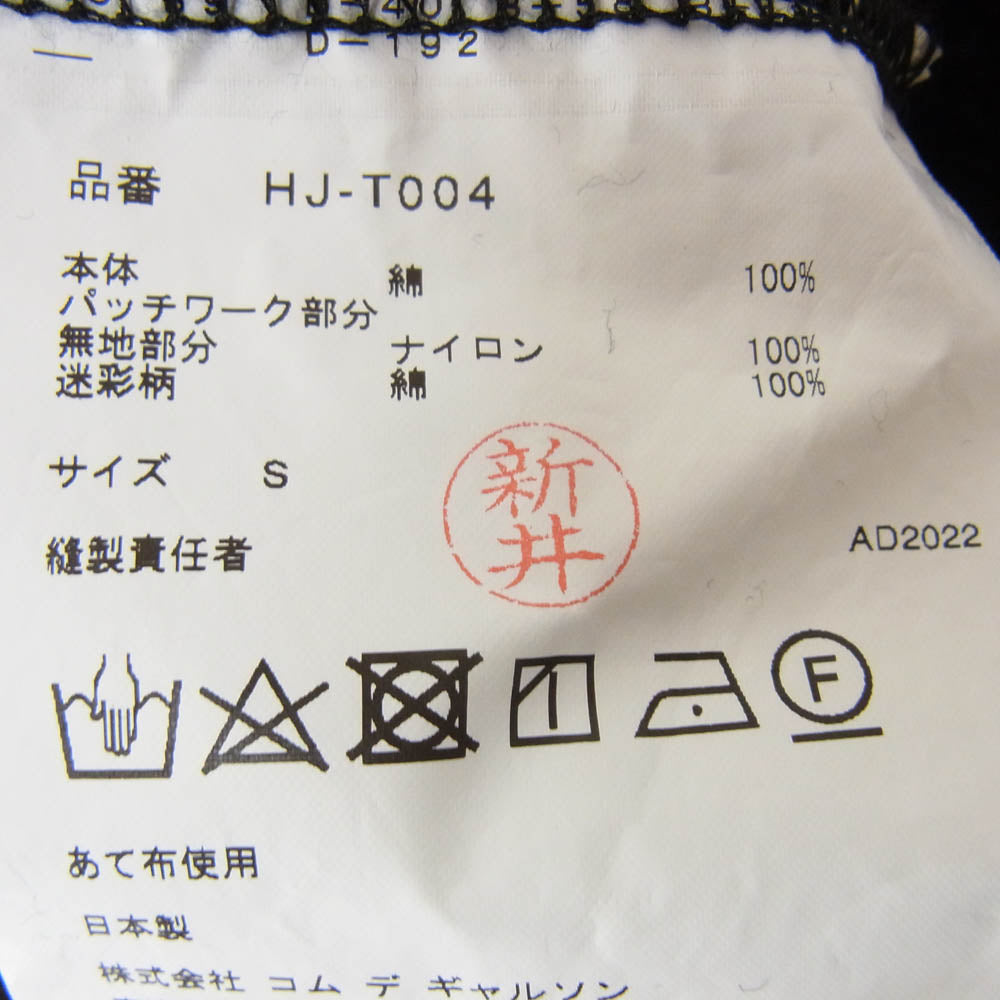 D-192
品番 HJ-T004
本体 綿 100%
パッチワーク部分
無地部分 ナイロン 100%
迷彩柄 綿 100%
サイズ S
新井
縫製責任者
AD2022
F
あて布使用
日本製
株式会社 コム デ ギャルソン